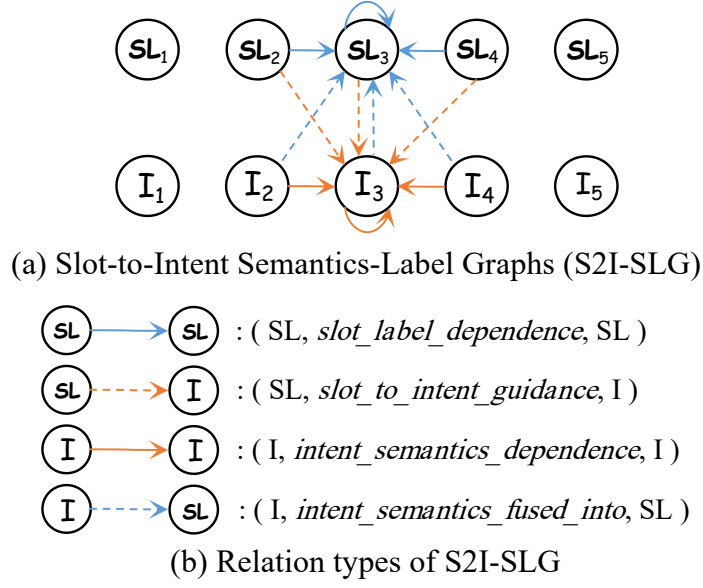 SL1 SL2 SL3 SL4 SL5
I1 I2 I3 I4 I5
(a) Slot-to-Intent Semantics-Label Graphs (S2I-SLG)
SL SL : ( SL, slot_label_dependence, SL )
SL I : ( SL, slot_to_intent_guidance, I )
I I : ( I, intent_semantics_dependence, I )
I SL : ( I, intent_semantics_fused_into, SL )
(b) Relation types of S2I-SLG